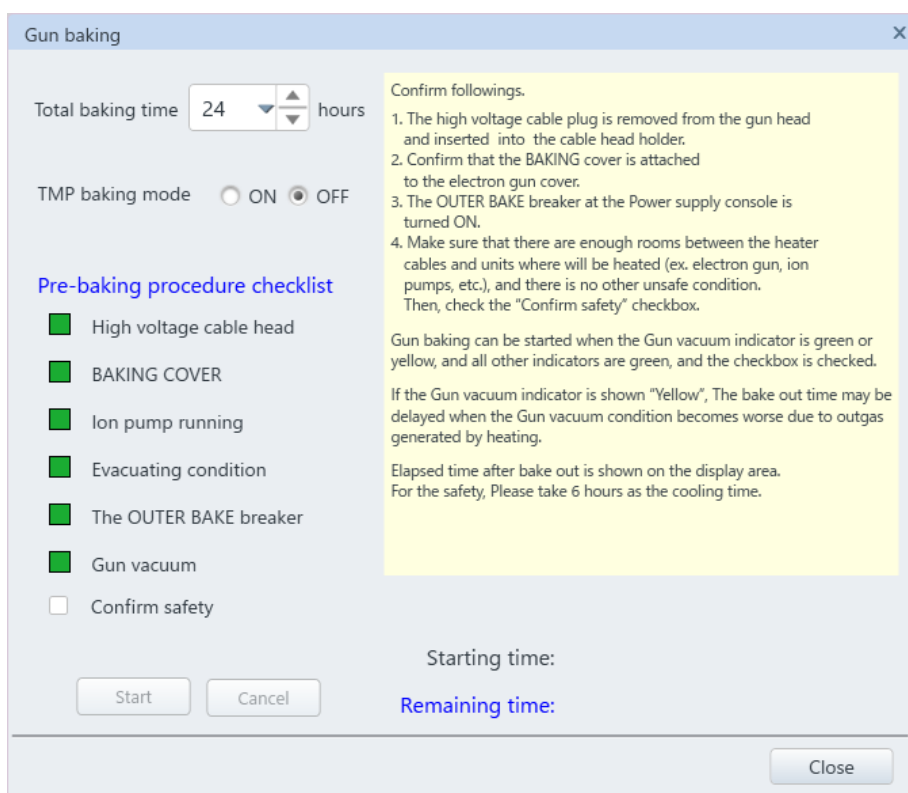 Gun baking
Total baking time 24 hours
TMP baking mode ON OFF
Pre-baking procedure checklist
High voltage cable head
BAKING COVER
Ion pump running
Evacuating condition
The OUTER BAKE breaker
Gun vacuum
Confirm safety
Start Cancel
Confirm followings.
1. The high voltage cable plug is removed from the gun head
and inserted into the cable head holder.
2. Confirm that the BAKING cover is attached
to the electron gun cover.
3. The OUTER BAKE breaker at the Power supply console is
turned ON.
4. Make sure that there are enough rooms between the heater
cables and units where will be heated (ex. electron gun, ion
pumps, etc.), and there is no other unsafe condition.
Then, check the “Confirm safety” checkbox.
Gun baking can be started when the Gun vacuum indicator is green or
yellow, and all other indicators are green, and the checkbox is checked.
If the Gun vacuum indicator is shown “Yellow”, The bake out time may be
delayed when the Gun vacuum condition becomes worse due to outgas
generated by heating.
Elapsed time after bake out is shown on the display area.
For the safety, Please take 6 hours as the cooling time.
Starting time:
Remaining time:
Close